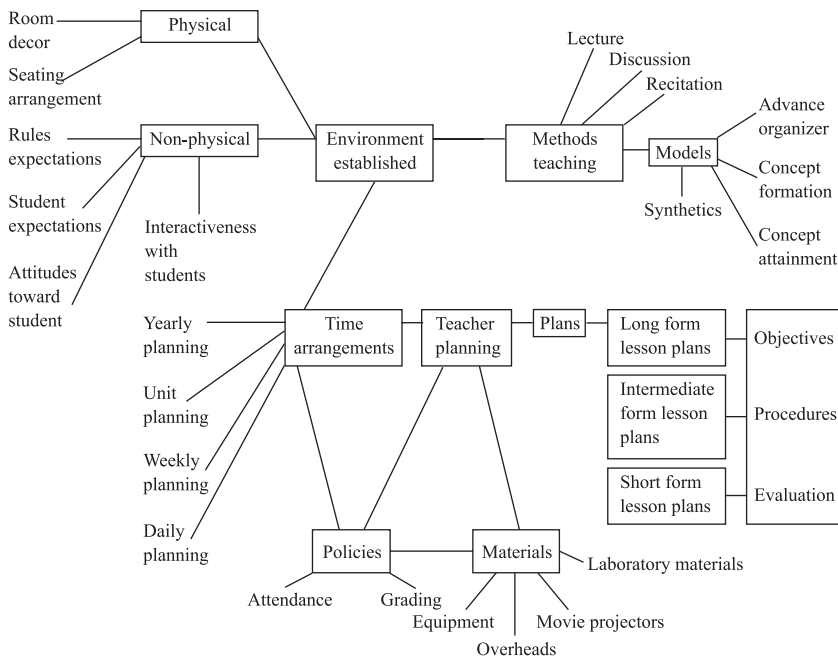 Room
decor
Physical
Seating
arrangement
Lecture
Discussion
Recitation
Rules
expectations
Non-physical
Environment
established
Methods
teaching
Models
Advance
organizer
Concept
formation
Concept
attainment
Synthetics
Student
expectations
Attitudes
toward
student
Interactiveness
with
students
Yearly
planning
Unit
planning
Weekly
planning
Daily
planning
Time
arrangements
Teacher
planning
Plans
Long form
lesson plans
Intermediate
form lesson
plans
Short form
lesson plans
Objectives
Procedures
Evaluation
Policies
Attendance
Grading
Materials
Laboratory materials
Equipment
Overheads
Movie projectors